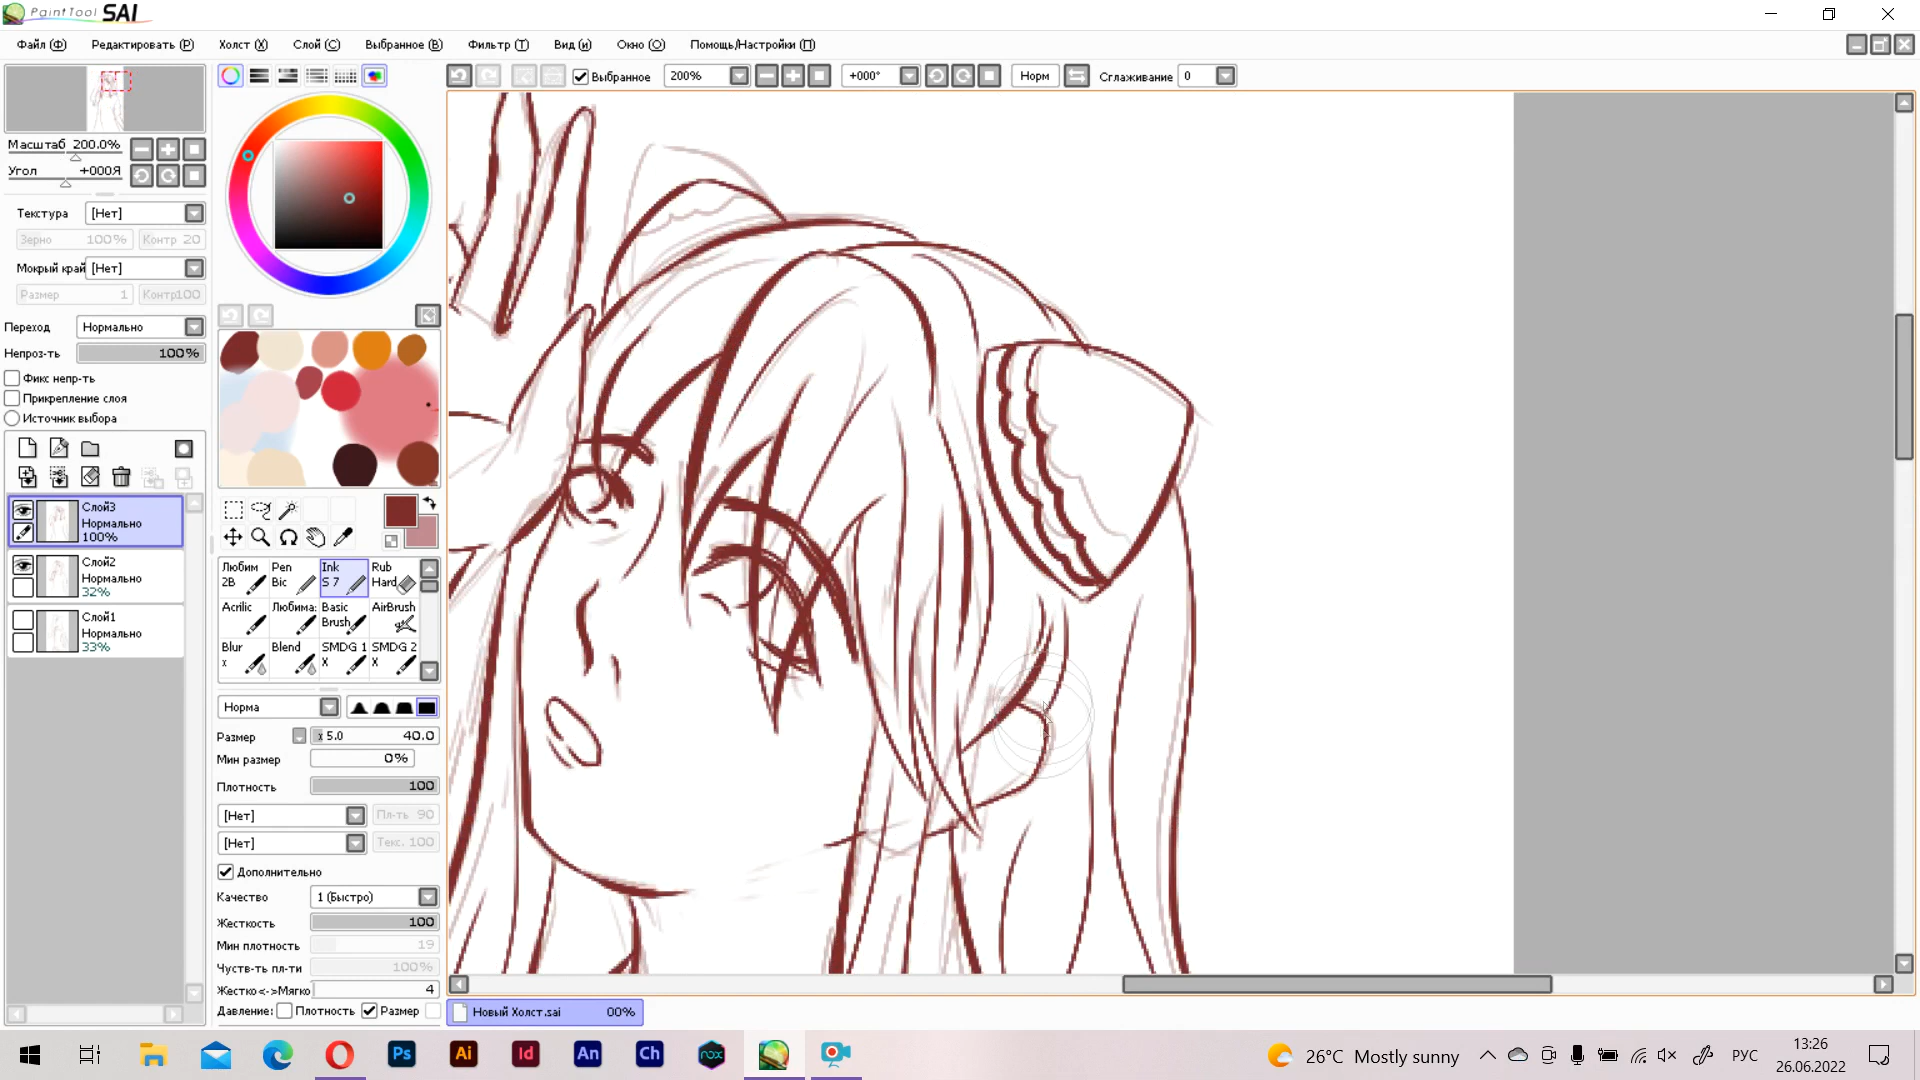 PaintTool SAI
Файл (Ф) Редактировать (Р) Холст (Х) Слой (С) Выбранное (В) Фильтр (Т) Вид (и) Окно (О) Помощь/Настройки (П)
Выбранное 200% +000° Норм Сглаживание 0
Масштаб 200.0%
Угол +000Я
Текстура [Нет]
Зерно 100% Контр 20
Мокрый край [Нет]
Размер 1 Контр100
Переход Нормально
Непроз-ть 100%
Фикс непр-ть
Прикрепление слоя
Источник выбора
Слой3
Нормально
100%
Слой2
Нормально
32%
Слой1
Нормально
33%
Любим 2B
Pen Bic
Ink S 7
Rub Hard
Acrilic
Любима:
Basic Brush
AirBrush
Blur x
Blend
SMDG 1 X
SMDG 2 X
Норма
Размер x 5.0 40.0
Мин размер 0%
Плотность 100
[Нет] Пл-ть 90
[Нет] Текс. 100
Дополнительно
Качество 1 (Быстро)
Жесткость 100
Мин плотность 19
Чуств-ть пл-ти 100%
Жестко<->Мягко 4
Давление: Плотность Размер
Новый Холст.sai 00%
Ps Ai Id An Ch nox
26°C Mostly sunny РУС
13:26
26.06.2022